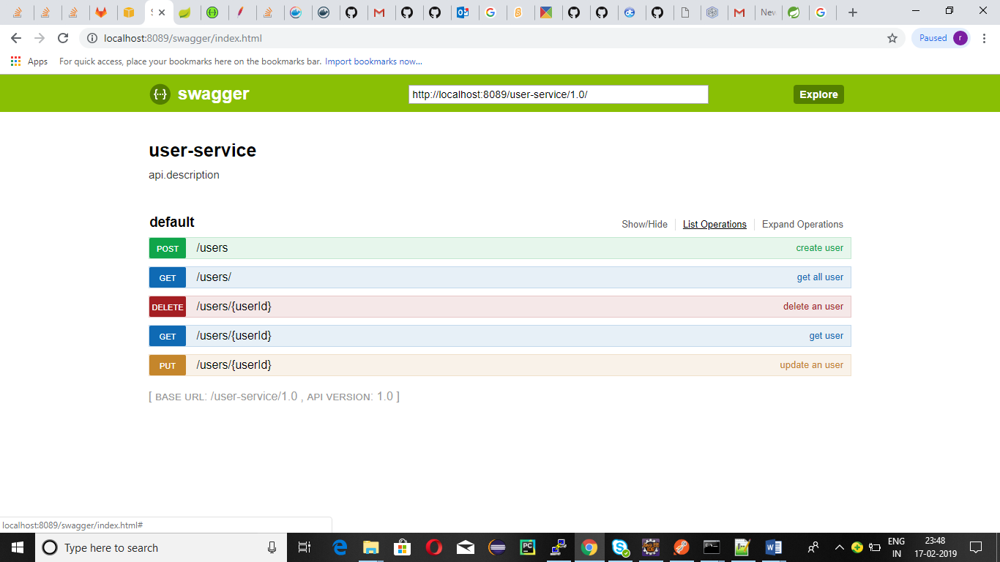 S
New
localhost:8089/swagger/index.html
Paused
r
Apps
For quick access, place your bookmarks here on the bookmarks bar. Import bookmarks now...
{··} swagger
http://localhost:8089/user-service/1.0/
Explore
user-service
api.description
default
Show/Hide
List Operations
Expand Operations
POST /users create user
GET /users/ get all user
DELETE /users/{userId} delete an user
GET /users/{userId} get user
PUT /users/{userId} update an user
[ BASE URL: /user-service/1.0 , API VERSION: 1.0 ]
localhost:8089/swagger/index.html#
Type here to search
PC
ENG
IN
23:48
17-02-2019